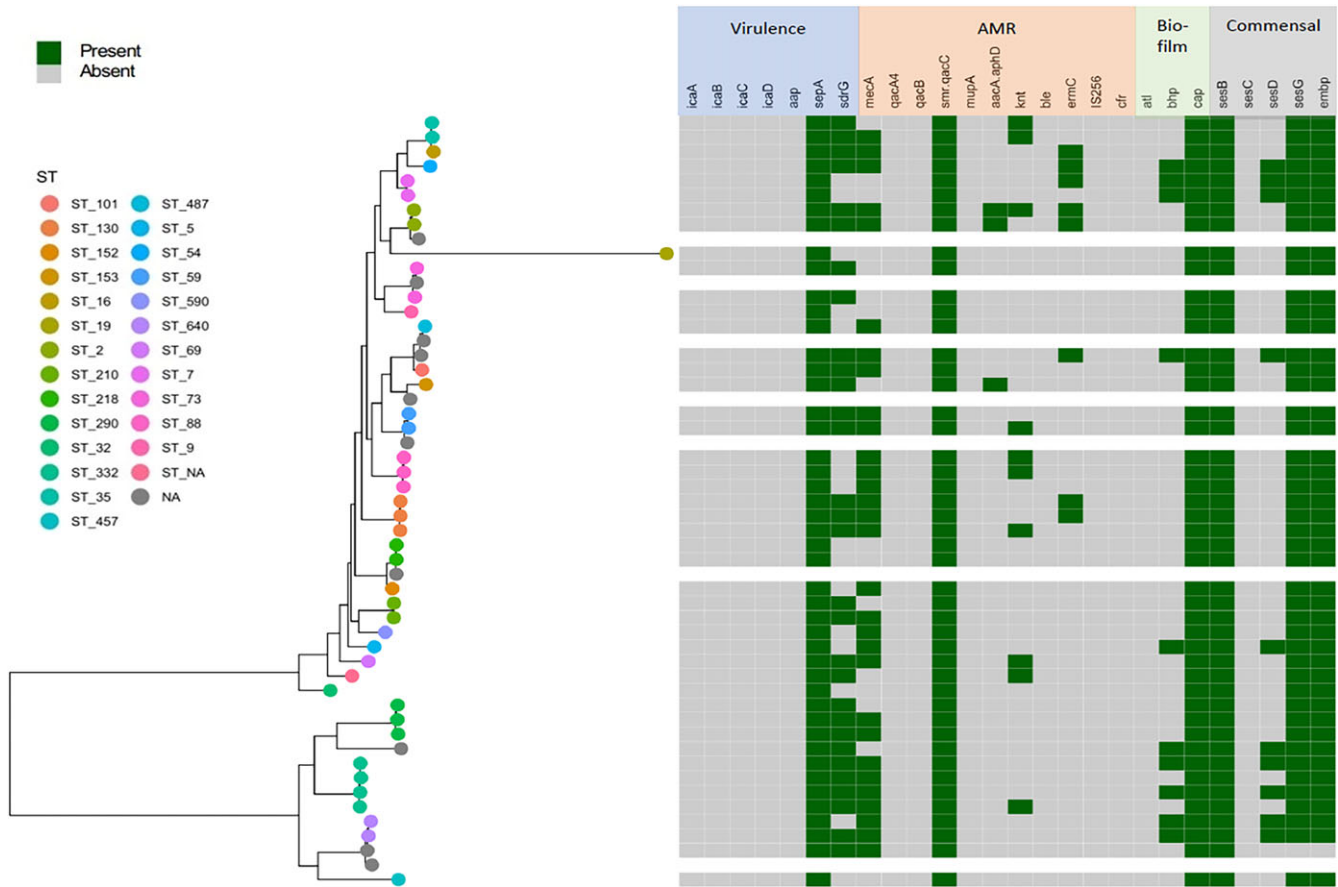 Present
Absent
Virulence
AMR
Bio-
film
Commensal
icaA
icaB
icaC
icaD
aap
sepA
sdrG
mecA
qacA4
qacB
smr.qacC
mupA
aacA.aphD
knt
ble
ermC
IS256
cfr
atl
bhp
cap
sesB
sesC
sesD
sesG
embp
ST
ST_101
ST_130
ST_152
ST_153
ST_16
ST_19
ST_2
ST_210
ST_218
ST_290
ST_32
ST_332
ST_35
ST_457
ST_487
ST_5
ST_54
ST_59
ST_590
ST_640
ST_69
ST_7
ST_73
ST_88
ST_9
ST_NA
NA